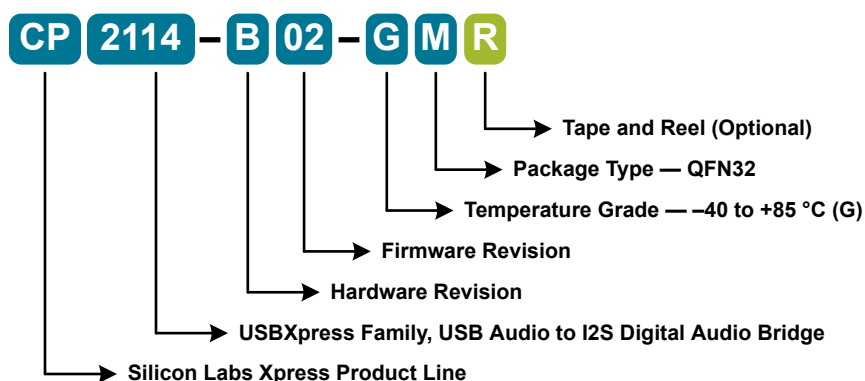 CP 2114 – B 02 – G M R
Tape and Reel (Optional)
Package Type — QFN32
Temperature Grade — –40 to +85 °C (G)
Firmware Revision
Hardware Revision
USBXpress Family, USB Audio to I2S Digital Audio Bridge
Silicon Labs Xpress Product Line